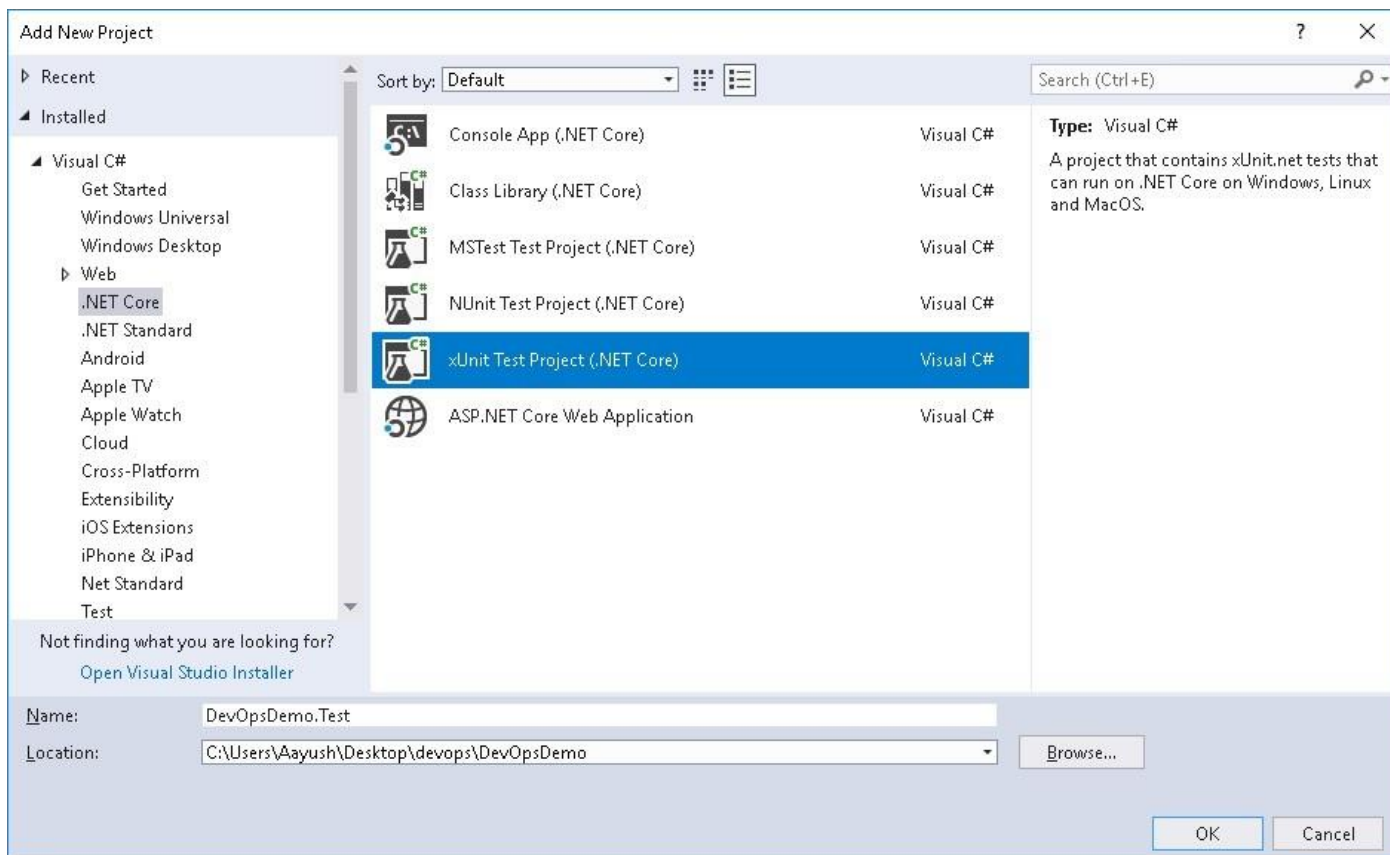 Add New Project
?
Recent
Installed
Visual C#
Get Started
Windows Universal
Windows Desktop
Web
.NET Core
.NET Standard
Android
Apple TV
Apple Watch
Cloud
Cross-Platform
Extensibility
iOS Extensions
iPhone & iPad
Net Standard
Test
Not finding what you are looking for?
Open Visual Studio Installer
Sort by: Default
Console App (.NET Core) Visual C#
Class Library (.NET Core) Visual C#
MSTest Test Project (.NET Core) Visual C#
NUnit Test Project (.NET Core) Visual C#
xUnit Test Project (.NET Core) Visual C#
ASP.NET Core Web Application Visual C#
Search (Ctrl+E)
Type: Visual C#
A project that contains xUnit.net tests that
can run on .NET Core on Windows, Linux
and MacOS.
Name: DevOpsDemo.Test
Location: C:\Users\Aayush\Desktop\devops\DevOpsDemo Browse...
OK Cancel